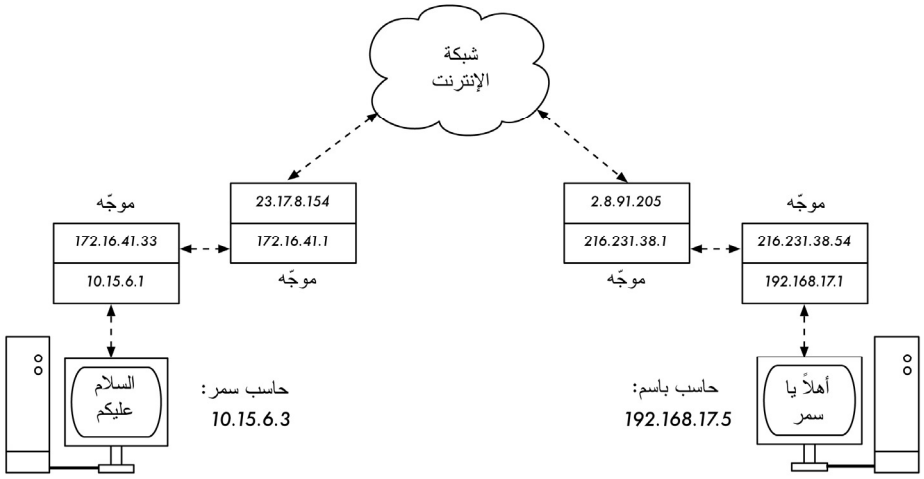 شبكة
الإنترنت
موجّه
23.17.8.154
2.8.91.205
موجّه
172.16.41.33
172.16.41.1
216.231.38.1
216.231.38.54
10.15.6.1
موجّه
موجّه
192.168.17.1
السلام
عليكم
حاسب سمر:
10.15.6.3
حاسب باسم:
192.168.17.5
أهلاً يا
سمر